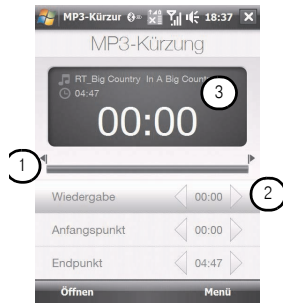 MP3-Kürzur 18:37
MP3-Kürzung
RT_Big Country In A Big Count
04:47
3
00:00
1
Wiedergabe 00:00 2
Anfangspunkt 00:00
Endpunkt 04:47
Öffnen Menü